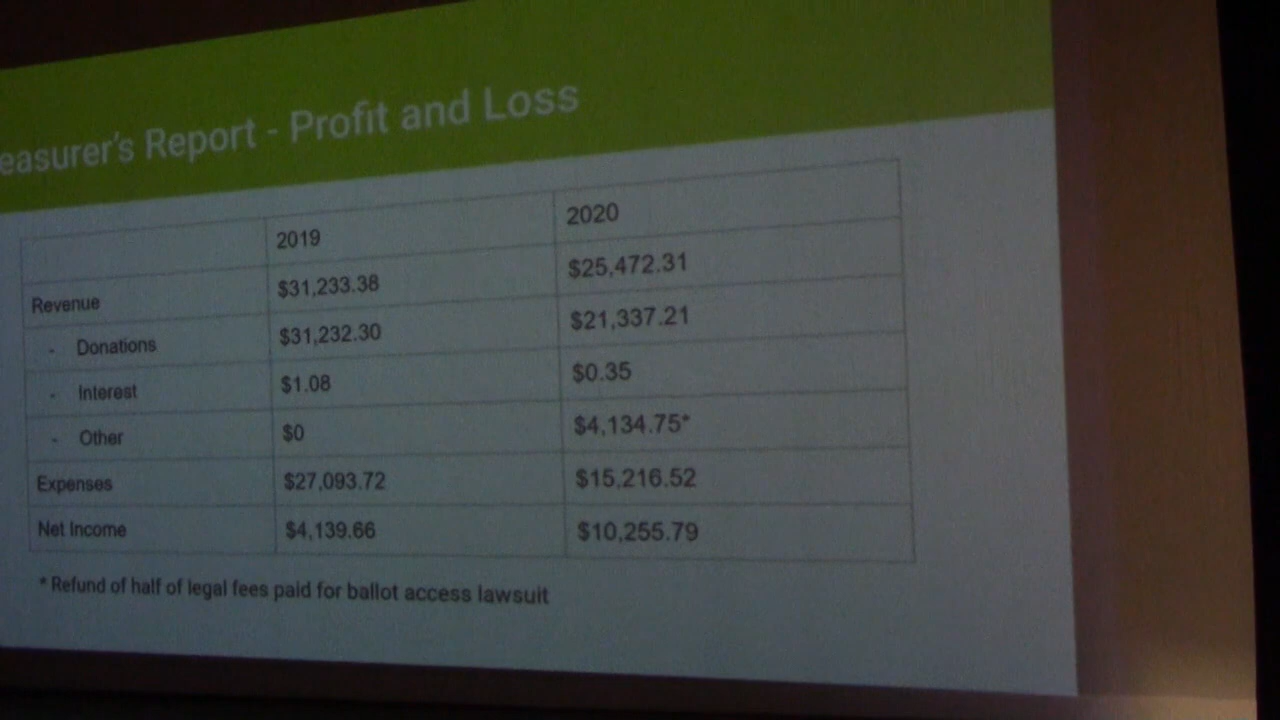 easurer's Report - Profit and Loss
2019 2020
Revenue $31,233.38 $25,472.31
- Donations $31,232.30 $21,337.21
- Interest $1.08 $0.35
- Other $0 $4,134.75*
Expenses $27,093.72 $15,216.52
Net Income $4,139.66 $10,255.79
* Refund of half of legal fees paid for ballot access lawsuit